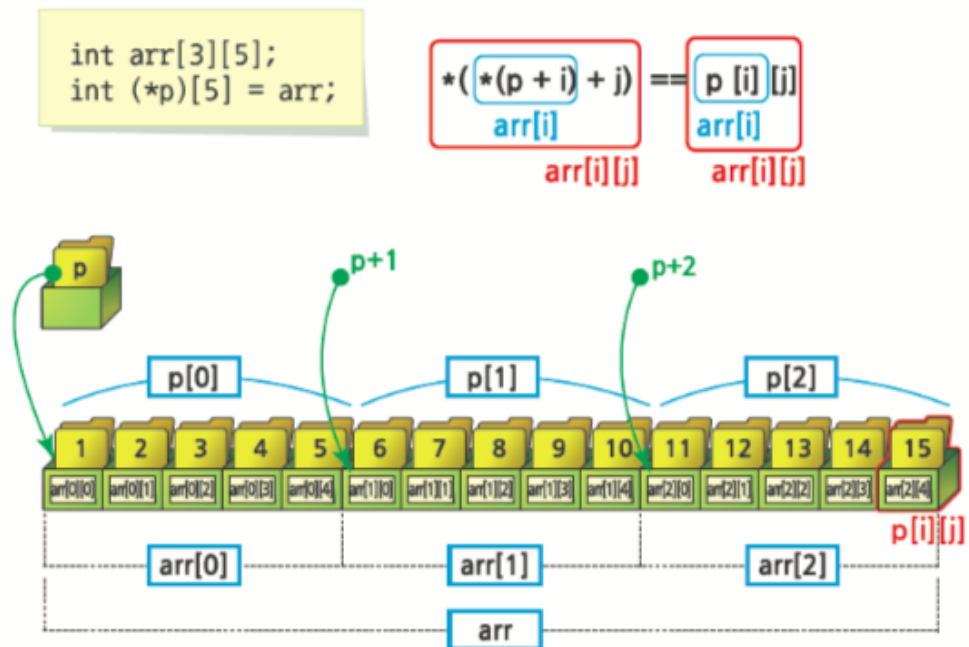 int arr[3][5];
int (*p)[5] = arr;
*( *(p + i) + j) == p [i] [j]
arr[i] arr[i]
arr[i][j] arr[i][j]
p p+1 p+2
p[0] p[1] p[2]
1 2 3 4 5 6 7 8 9 10 11 12 13 14 15
arr[0][0] arr[0][1] arr[0][2] arr[0][3] arr[0][4] arr[1][0] arr[1][1] arr[1][2] arr[1][3] arr[1][4] arr[2][0] arr[2][1] arr[2][2] arr[2][3] arr[2][4]
p[i][j]
arr[0] arr[1] arr[2]
arr